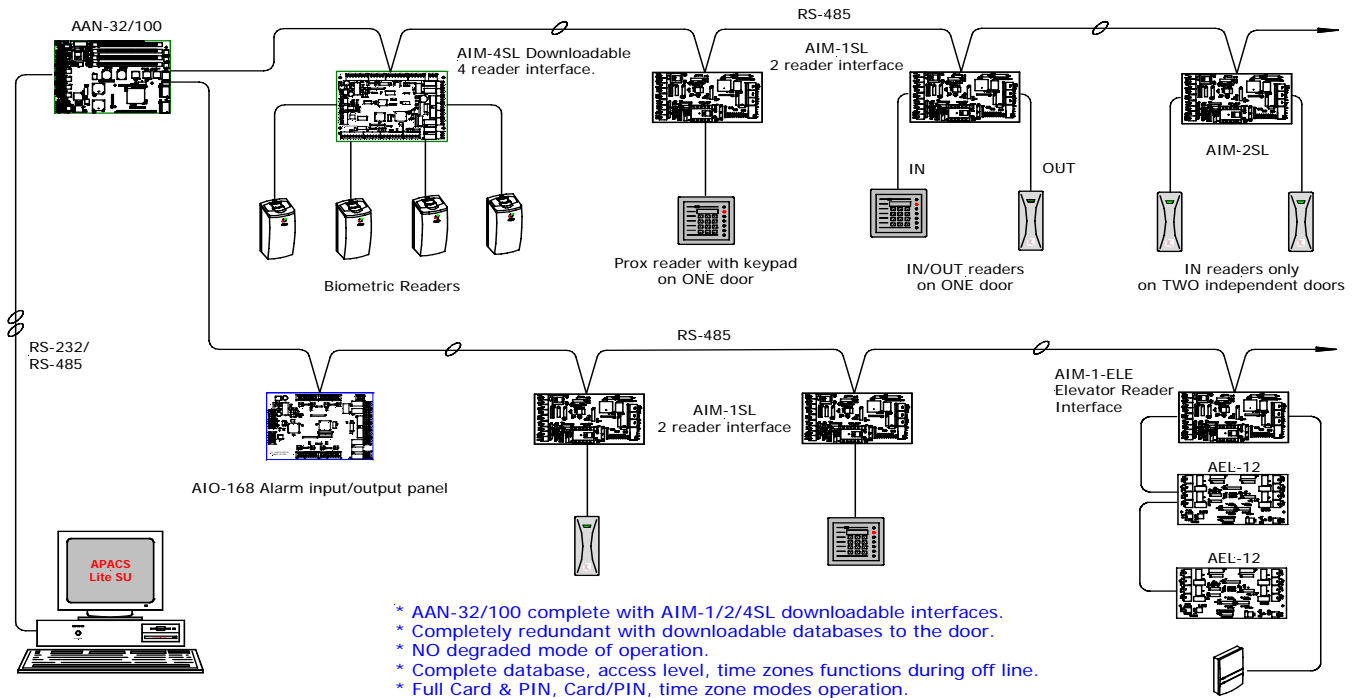 AAN-32/100
RS-485
AIM-4SL Downloadable
4 reader interface.
AIM-1SL
2 reader interface
AIM-2SL
IN
OUT
Biometric Readers
Prox reader with keypad
on ONE door
IN/OUT readers
on ONE door
IN readers only
on TWO independent doors
RS-232/
RS-485
RS-485
AIM-1SL
2 reader interface
AIM-1-ELE
Elevator Reader
Interface
AEL-12
AEL-12
AIO-168 Alarm input/output panel
APACS
Lite SU
* AAN-32/100 complete with AIM-1/2/4SL downloadable interfaces.
* Completely redundant with downloadable databases to the door.
* NO degraded mode of operation.
* Complete database, access level, time zones functions during off line.
* Full Card & PIN, Card/PIN, time zone modes operation.